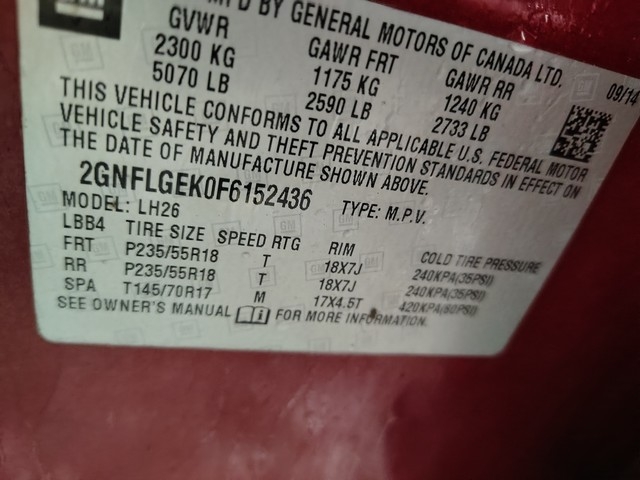 GM
MFD BY GENERAL MOTORS OF CANADA LTD.
GVWR GAWR FRT GAWR RR 09/14
2300 KG 1175 KG 1240 KG
5070 LB 2590 LB 2733 LB
THIS VEHICLE CONFORMS TO ALL APPLICABLE U.S. FEDERAL MOTOR
VEHICLE SAFETY AND THEFT PREVENTION STANDARDS IN EFFECT ON
THE DATE OF MANUFACTURE SHOWN ABOVE.
2GNFLGEK0F6152436 TYPE: M.P.V.
MODEL: LH26
LBB4 TIRE SIZE SPEED RTG RIM COLD TIRE PRESSURE
FRT P235/55R18 T 18X7J 240KPA(35PSI)
RR P235/55R18 T 18X7J 240KPA(35PSI)
SPA T145/70R17 M 17X4.5T 420KPA(60PSI)
SEE OWNER'S MANUAL FOR MORE INFORMATION.